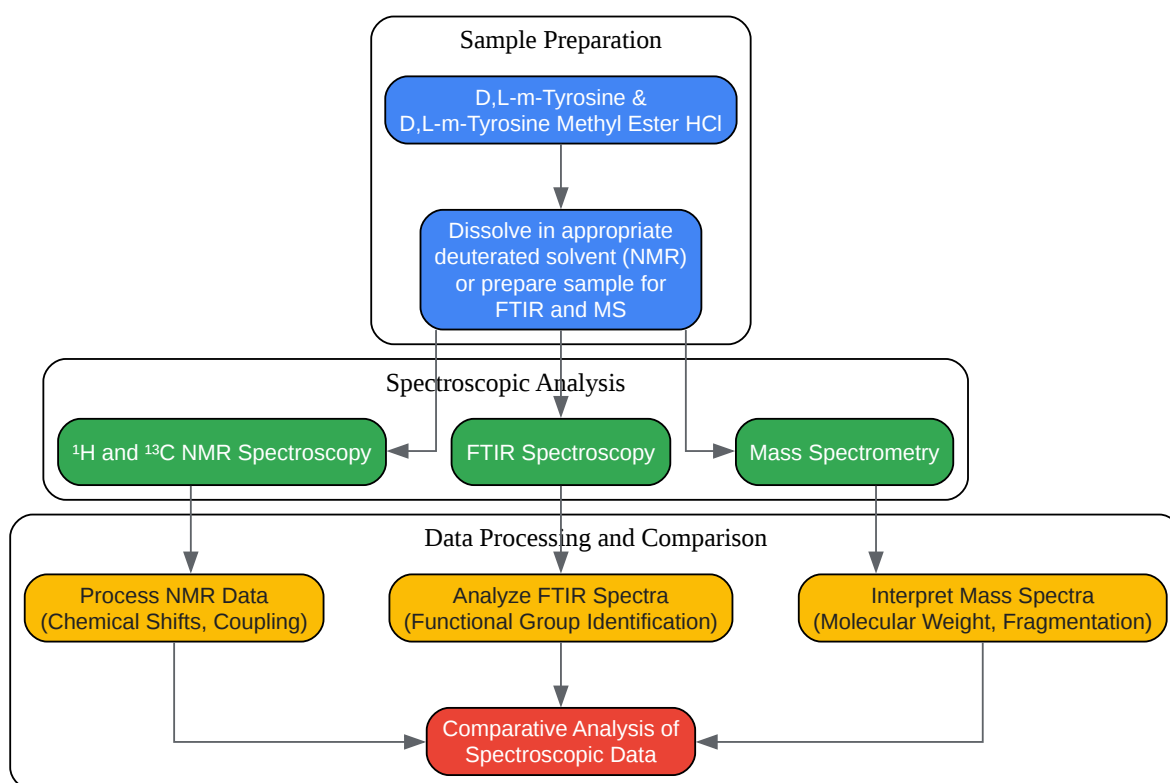 Sample Preparation
D,L-m-Tyrosine &
D,L-m-Tyrosine Methyl Ester HCl
Dissolve in appropriate
deuterated solvent (NMR)
or prepare sample for
FTIR and MS
Spectroscopic Analysis
¹H and ¹³C NMR Spectroscopy
FTIR Spectroscopy
Mass Spectrometry
Data Processing and Comparison
Process NMR Data
(Chemical Shifts, Coupling)
Analyze FTIR Spectra
(Functional Group Identification)
Interpret Mass Spectra
(Molecular Weight, Fragmentation)
Comparative Analysis of
Spectroscopic Data